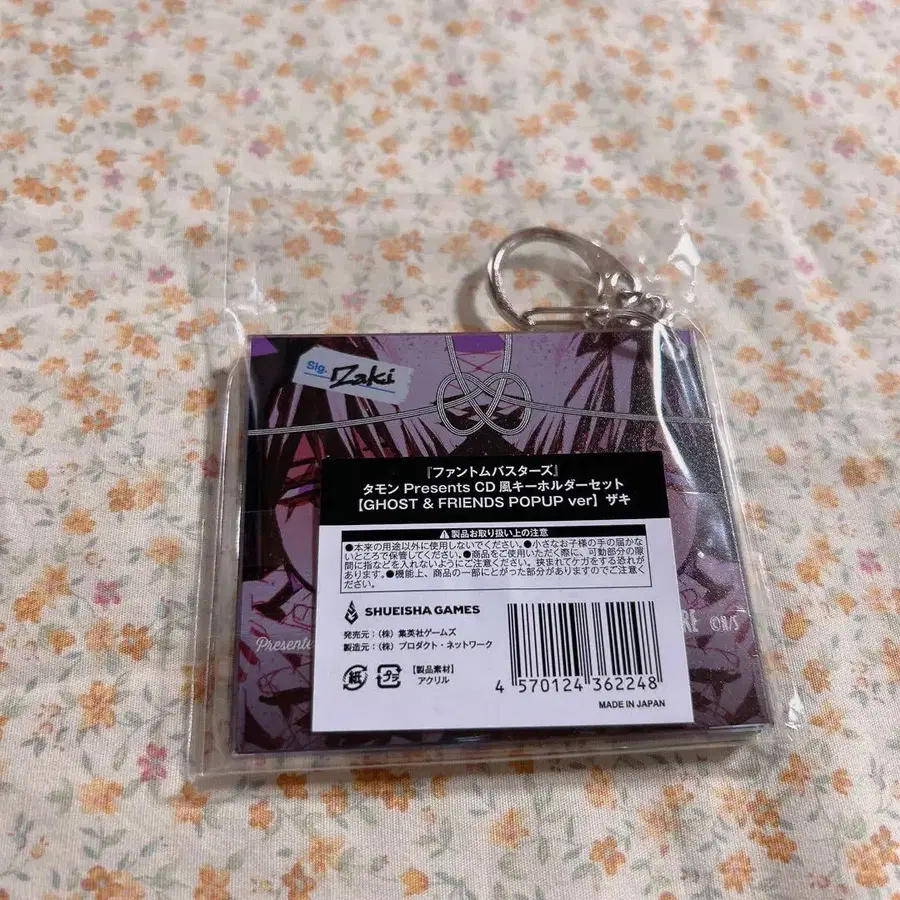 Sig. Zaki
『ファントムバスターズ』
タモン Presents CD 風キーホルダーセット
【GHOST & FRIENDS POPUP ver】ザキ
製品お取り扱い上の注意
●本来の用途以外に使用しないでください。●小さなお子様の手の届かな
いところで保管してください。●商品をご使用いただく際に、可動部分の隙
間に指などを入れないようにご注意ください。挟まれてケガをする恐れが
あります。●機能上、商品の一部にとがった部分がありますのでご注意
ください。
SHUEISHA GAMES
発売元：（株）集英社ゲームズ
製造元：（株）プロダクト・ネットワーク
紙
プラ
【製品素材】
アクリル
4 570124 362248
MADE IN JAPAN
Presente
©N/S